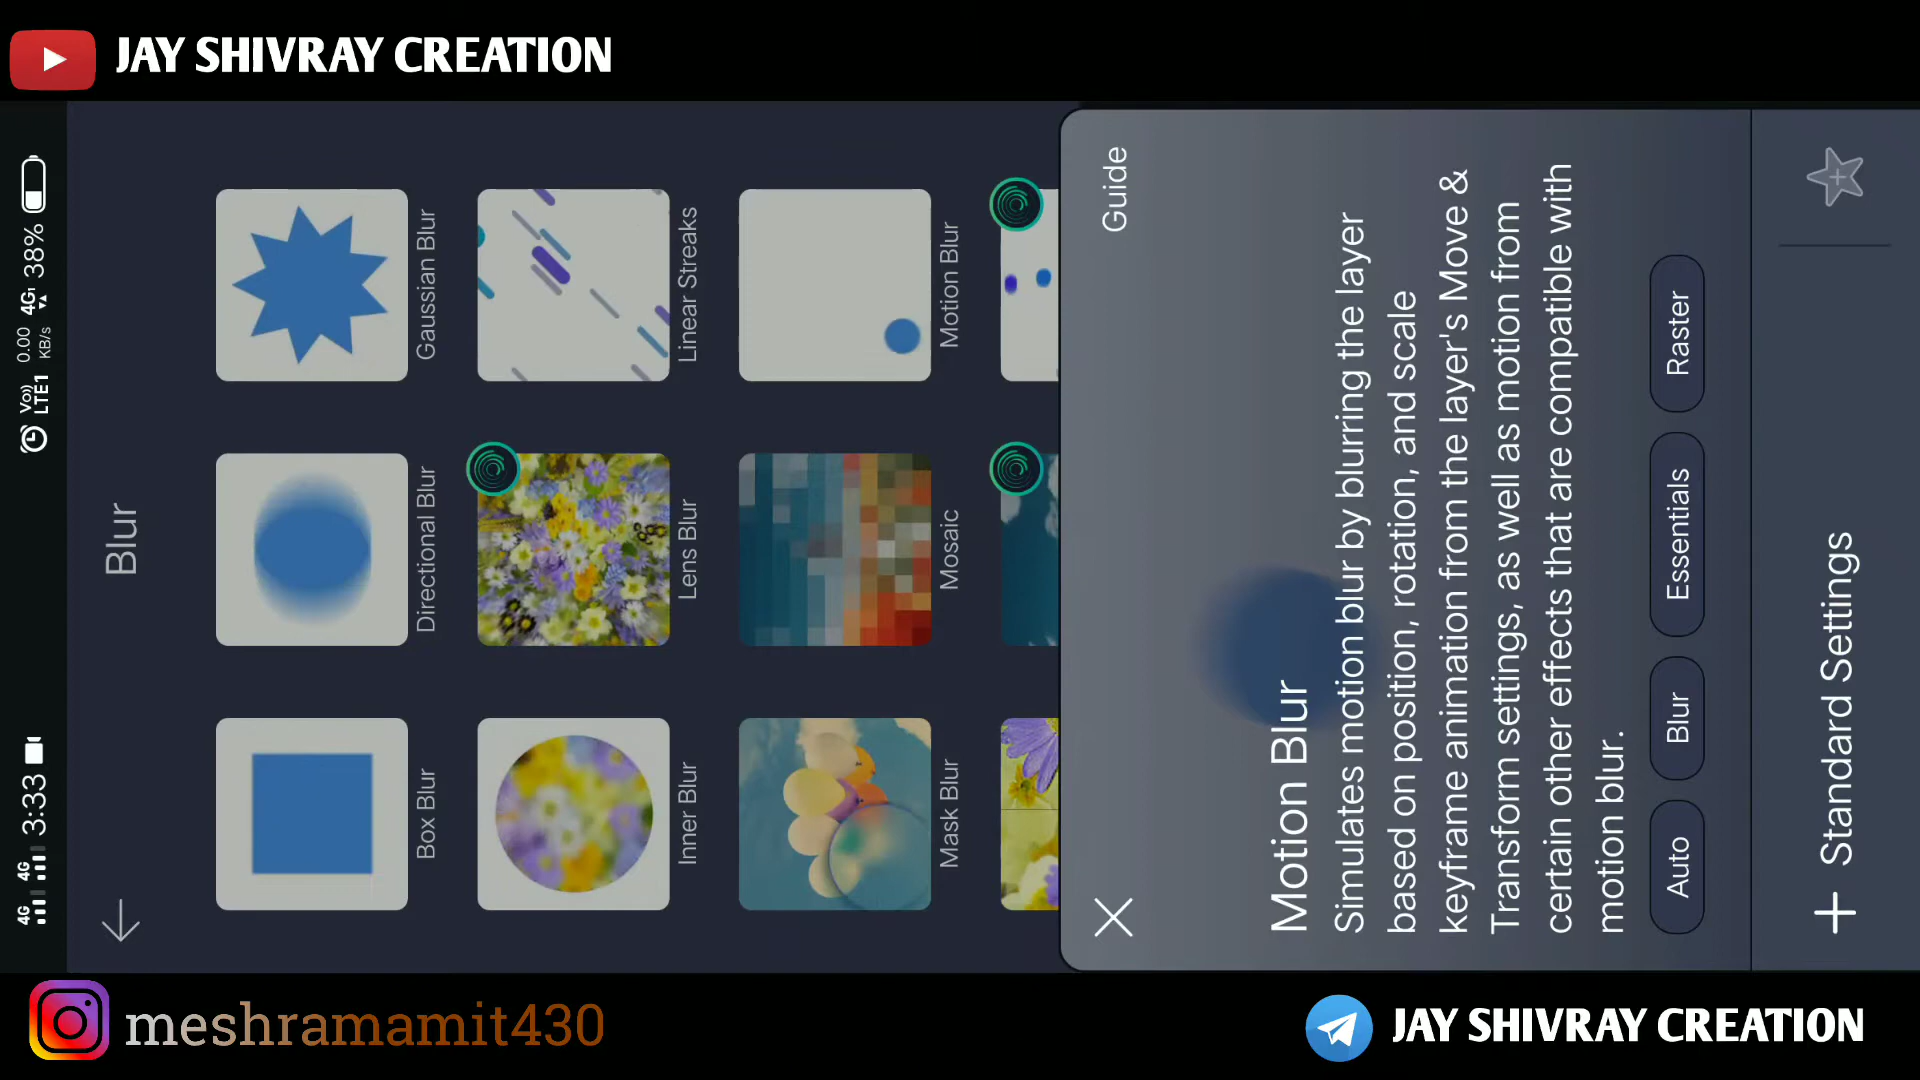 JAY SHIVRAY CREATION
4G 4G 3:33
Vo)) LTE1 0.00 KB/s 4G 38%
Blur
Box Blur
Directional Blur
Gaussian Blur
Inner Blur
Lens Blur
Linear Streaks
Mask Blur
Mosaic
Motion Blur
Guide
Motion Blur
Simulates motion blur by blurring the layer
based on position, rotation, and scale
keyframe animation from the layer's Move &
Transform settings, as well as motion from
certain other effects that are compatible with
motion blur.
Auto
Blur
Essentials
Raster
+ Standard Settings
meshramamit430
JAY SHIVRAY CREATION